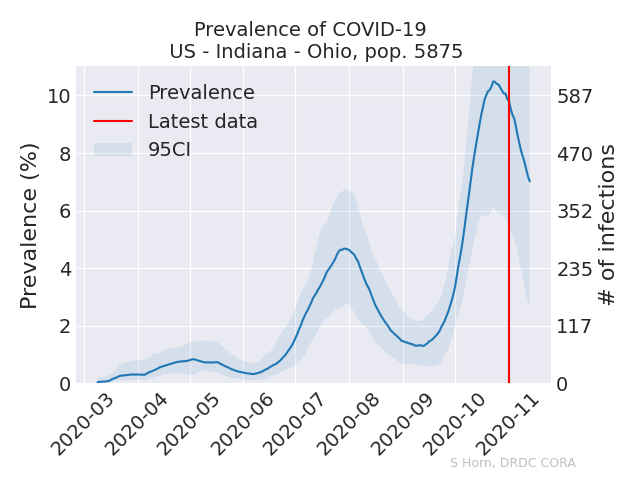 Prevalence of COVID-19
US - Indiana - Ohio, pop. 5875
Prevalence
Latest data
95CI
Prevalence (%)
10
8
6
4
2
0
587
470
352
235
117
0
# of infections
2020-03
2020-04
2020-05
2020-06
2020-07
2020-08
2020-09
2020-10
2020-11
S Horn, DRDC CORA